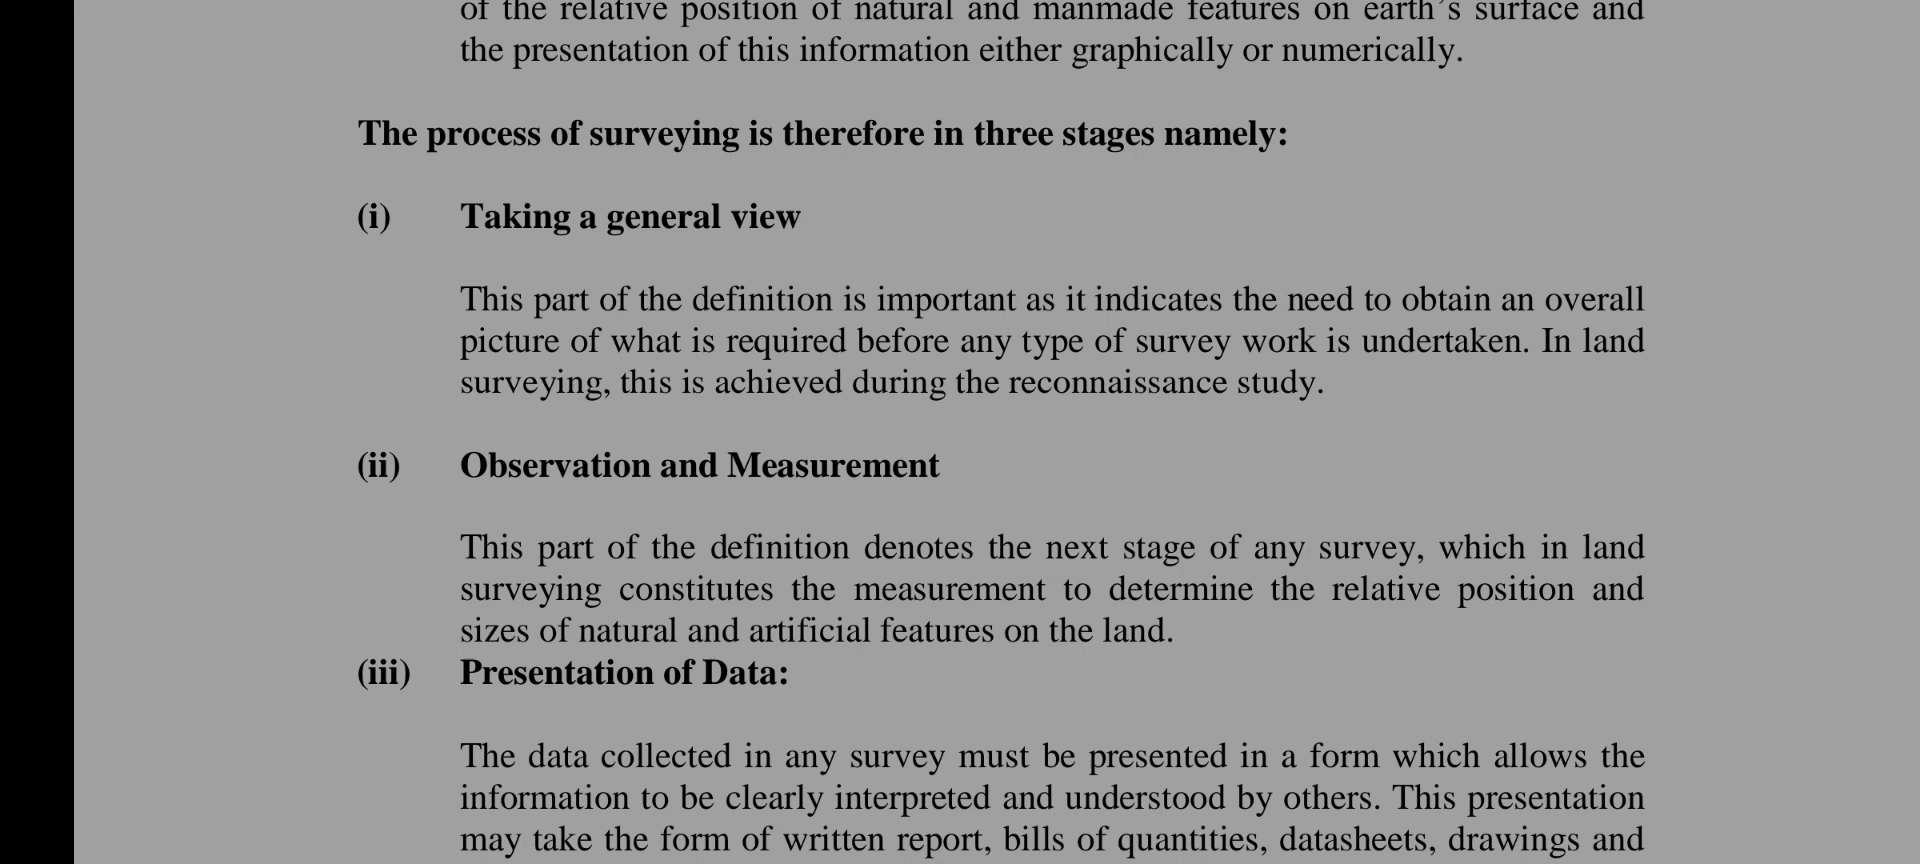 of the relative position of natural and manmade features on earth's surface and
the presentation of this information either graphically or numerically.
The process of surveying is therefore in three stages namely:
(i) Taking a general view
This part of the definition is important as it indicates the need to obtain an overall
picture of what is required before any type of survey work is undertaken. In land
surveying, this is achieved during the reconnaissance study.
(ii) Observation and Measurement
This part of the definition denotes the next stage of any survey, which in land
surveying constitutes the measurement to determine the relative position and
sizes of natural and artificial features on the land.
(iii) Presentation of Data:
The data collected in any survey must be presented in a form which allows the
information to be clearly interpreted and understood by others. This presentation
may take the form of written report, bills of quantities, datasheets, drawings and